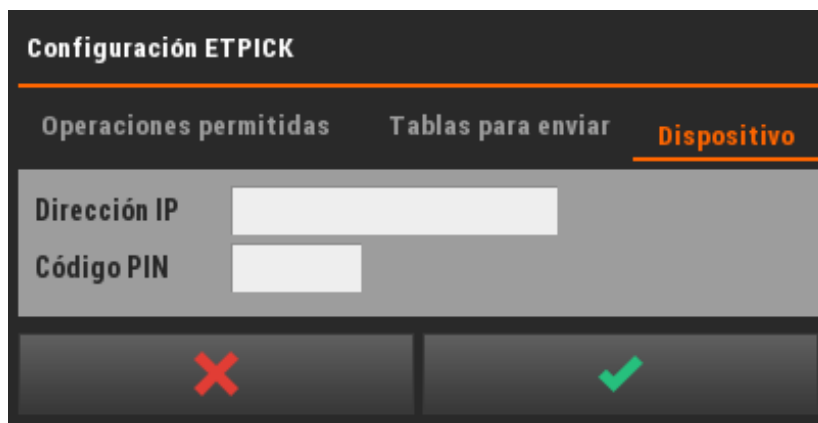 Configuración ETPICK
Operaciones permitidas Tablas para enviar Dispositivo
Dirección IP
Código PIN